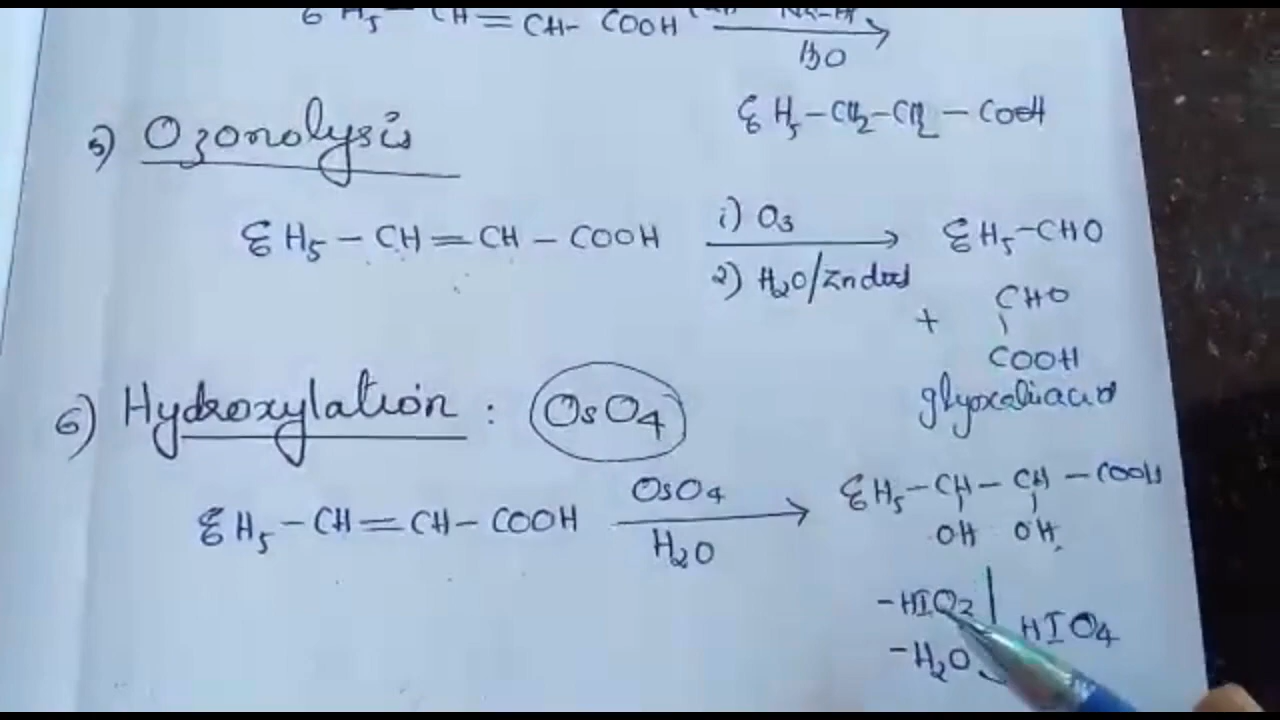 C6H5 - CH = CH - COOH
H2O
C6H5 - CH2 - CH2 - COOH
5) Ozonolysis
C6H5 - CH = CH - COOH 1) O3 → C6H5 - CHO
2) H2O/Zn dust
+ CHO
COOH
glyoxalic acid
6) Hydroxylation : OsO4
C6H5 - CH = CH - COOH OsO4 → C6H5 - CH - CH - COOH
H2O OH OH
-HIO3 HIO4
-H2O